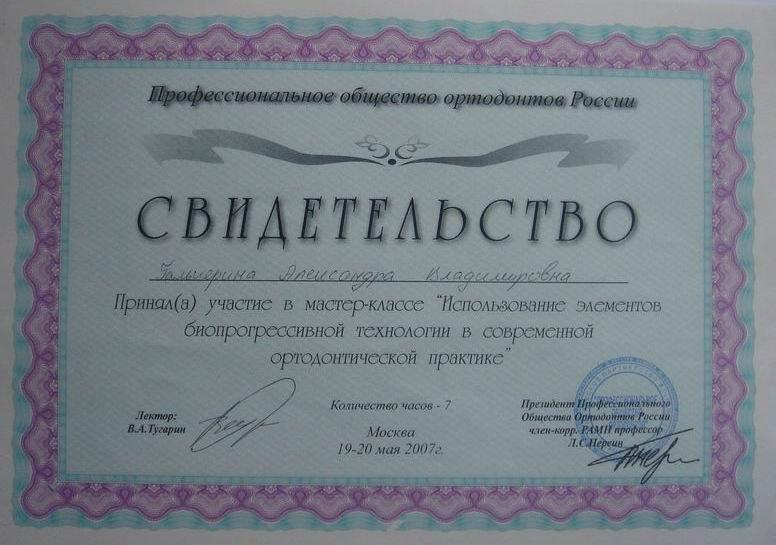 Профессиональное общество ортодонтов России
СВИДЕТЕЛЬСТВО
Александра Владимировна
Принял(а) участие в мастер-классе "Использование элементов
биопрогрессивной технологии в современной
ортодонтической практике"
Количество часов - 7
Лектор:
В.А.Тугарин
Москва
19-20 мая 2007г.
Президент Профессионального
Общества Ортодонтов России
член-корр. РАМН профессор
Л.С.Персин